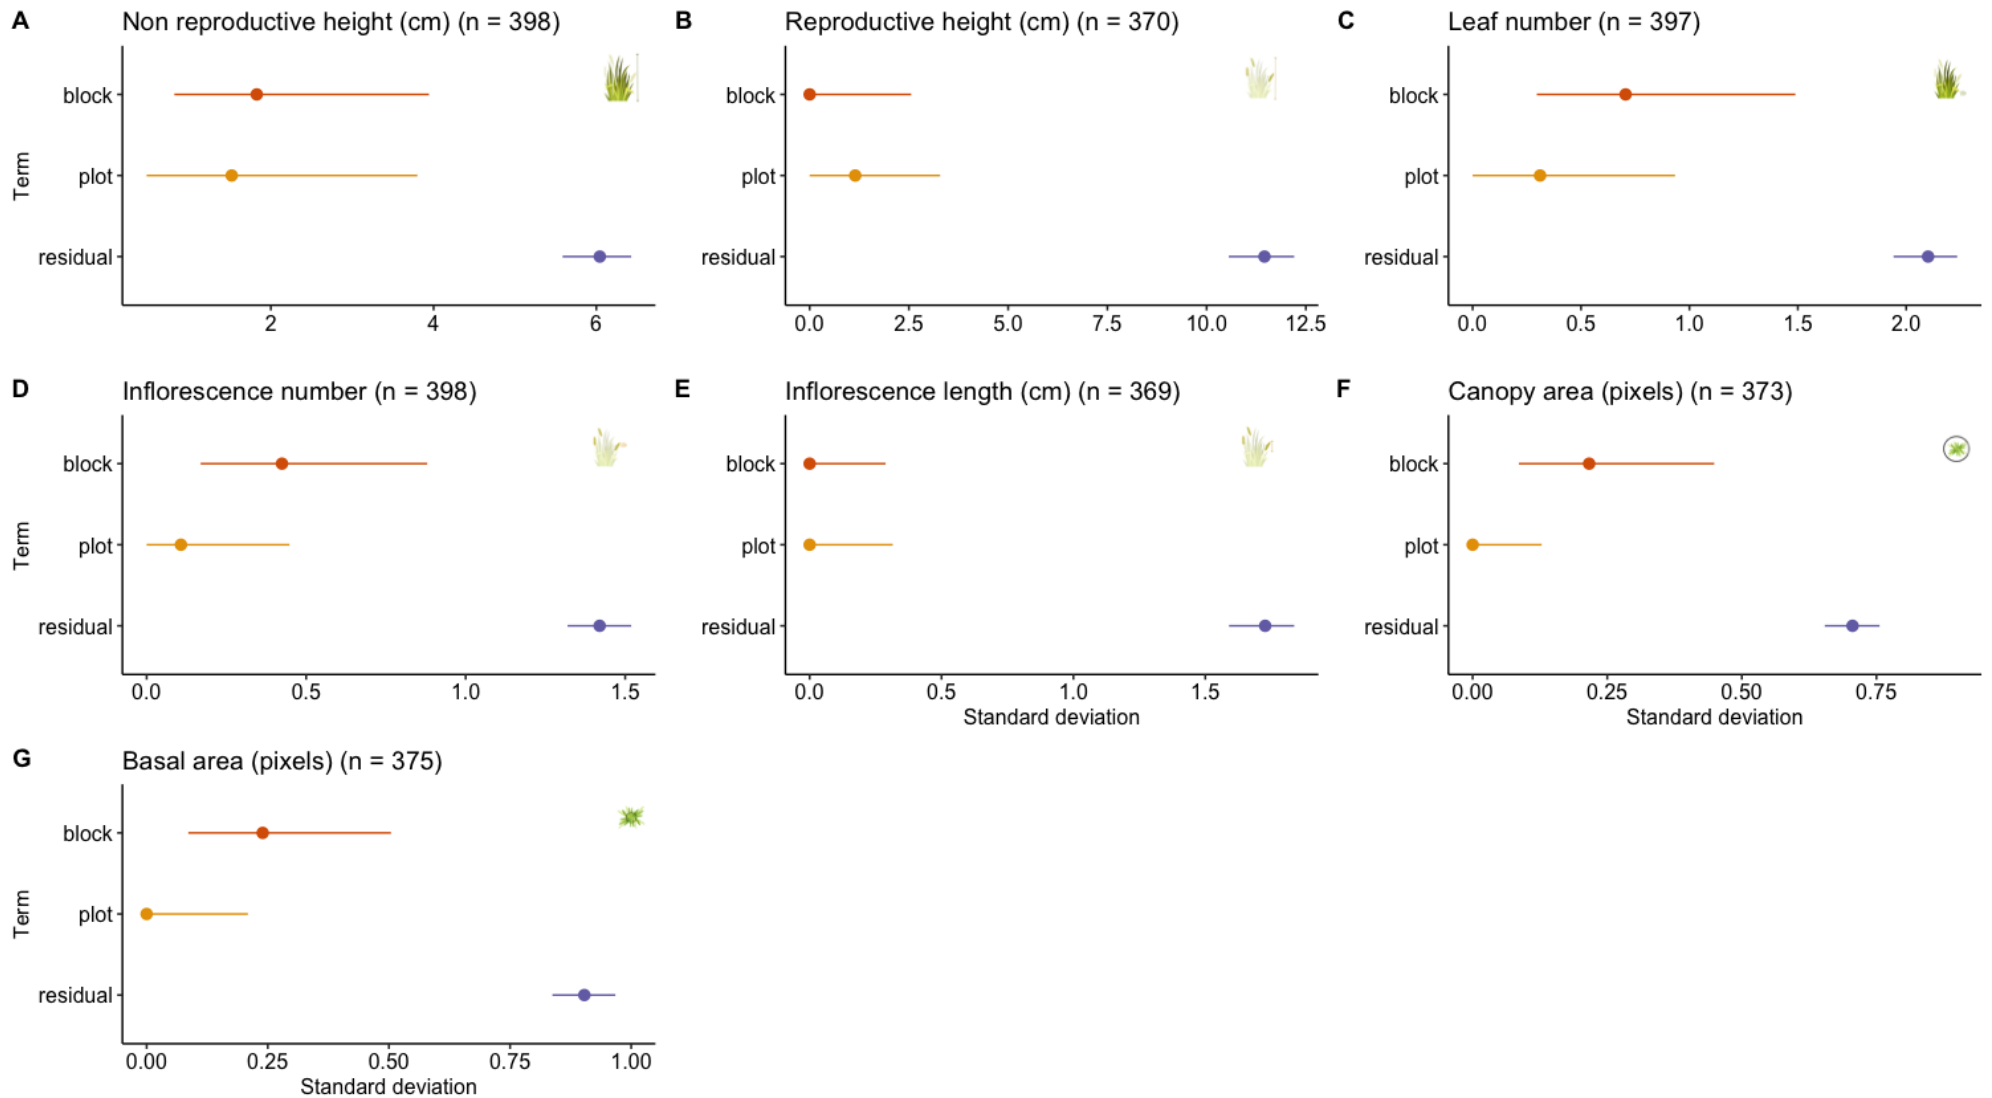 A Non reproductive height (cm) (n = 398)
block
plot
residual
Term
2 4 6
B Reproductive height (cm) (n = 370)
block
plot
residual
0.0 2.5 5.0 7.5 10.0 12.5
C Leaf number (n = 397)
block
plot
residual
0.0 0.5 1.0 1.5 2.0
D Inflorescence number (n = 398)
block
plot
residual
Term
0.0 0.5 1.0 1.5
E Inflorescence length (cm) (n = 369)
block
plot
residual
0.0 0.5 1.0 1.5
Standard deviation
F Canopy area (pixels) (n = 373)
block
plot
residual
0.00 0.25 0.50 0.75
Standard deviation
G Basal area (pixels) (n = 375)
block
plot
residual
Term
0.00 0.25 0.50 0.75 1.00
Standard deviation